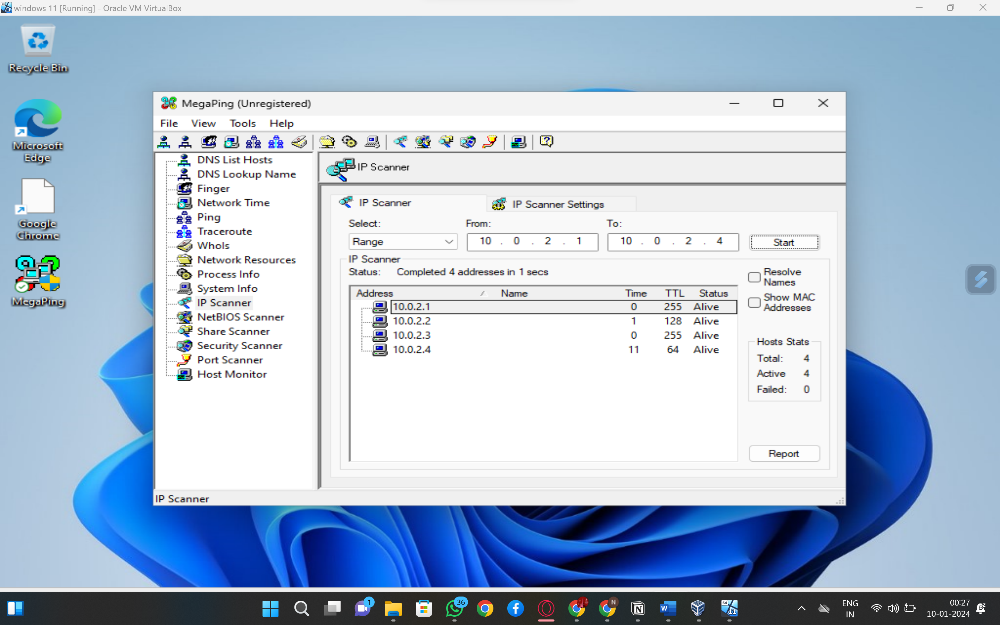 windows 11 [Running] - Oracle VM VirtualBox
Recycle Bin
Microsoft
Edge
Google
Chrome
MegaPing
MegaPing (Unregistered)
File View Tools Help
DNS List Hosts
DNS Lookup Name
Finger
Network Time
Ping
Traceroute
WhoIs
Network Resources
Process Info
System Info
IP Scanner
NetBIOS Scanner
Share Scanner
Security Scanner
Port Scanner
Host Monitor
IP Scanner
IP Scanner IP Scanner Settings
Select: From: To:
Range 10 . 0 . 2 . 1 10 . 0 . 2 . 4 Start
IP Scanner
Status: Completed 4 addresses in 1 secs
Resolve
Names
Show MAC
Addresses
Address Name Time TTL Status
10.0.2.1 0 255 Alive
10.0.2.2 1 128 Alive
10.0.2.3 0 255 Alive
10.0.2.4 11 64 Alive
Hosts Stats
Total: 4
Active 4
Failed: 0
Report
IP Scanner
1
36
N
N
W
64
11
ENG
IN
00:27
10-01-2024